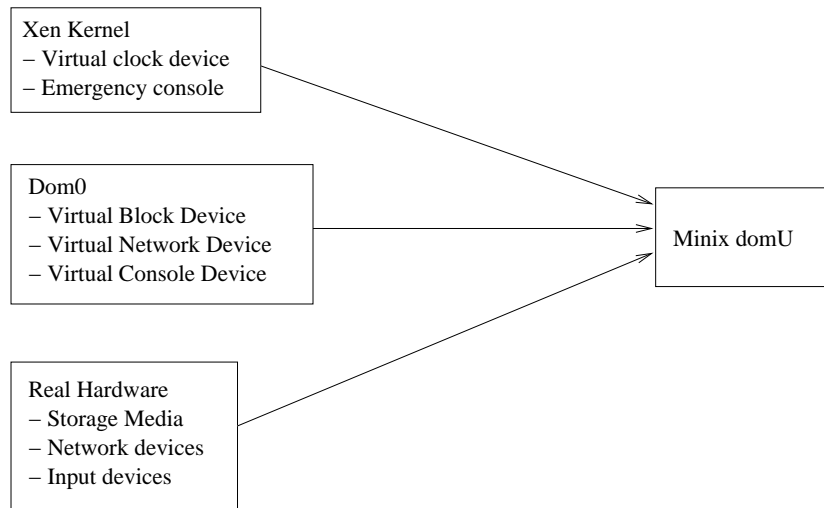 Xen Kernel
– Virtual clock device
– Emergency console
Dom0
– Virtual Block Device
– Virtual Network Device
– Virtual Console Device
Minix domU
Real Hardware
– Storage Media
– Network devices
– Input devices